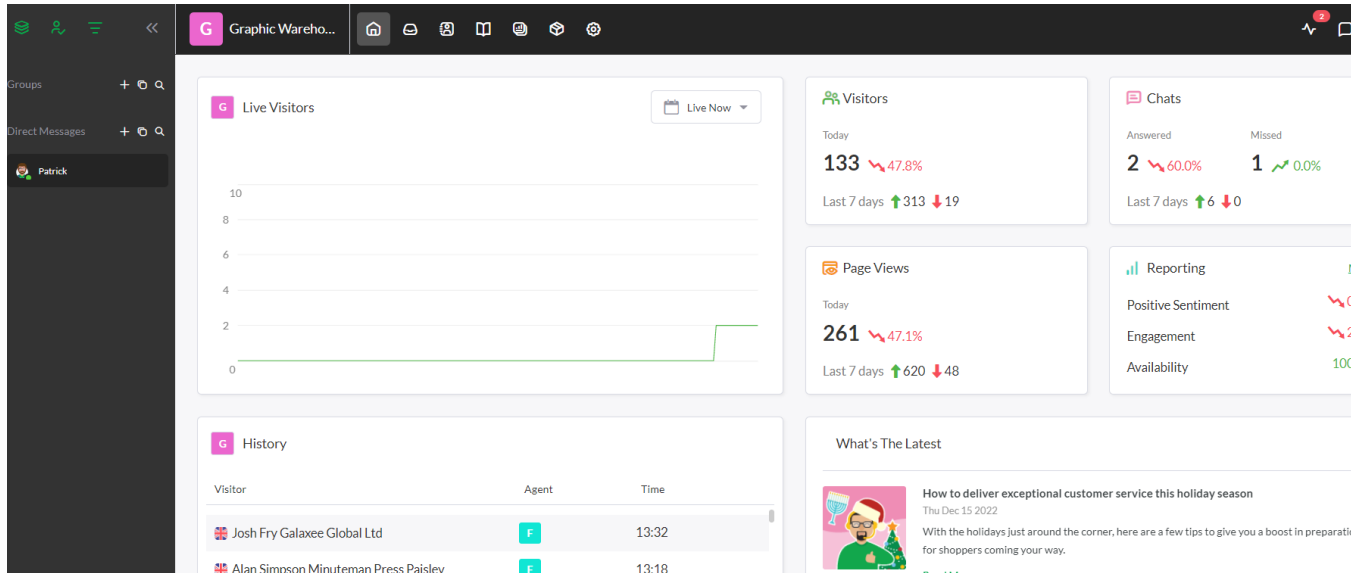 G Graphic Wareho...
2
Groups
Direct Messages
Patrick
G Live Visitors
Live Now
10
8
6
4
2
0
Visitors
Today
133 47.8%
Last 7 days 313 19
Chats
Answered Missed
2 60.0% 1 0.0%
Last 7 days 6 0
Page Views
Today
261 47.1%
Last 7 days 620 48
Reporting
Positive Sentiment
Engagement
Availability 100
G History
Visitor Agent Time
Josh Fry Galaxee Global Ltd F 13:32
Alan Simpson Minuteman Press Paisley F 13:18
What's The Latest
How to deliver exceptional customer service this holiday season
Thu Dec 15 2022
With the holidays just around the corner, here are a few tips to give you a boost in
for shoppers coming your way.